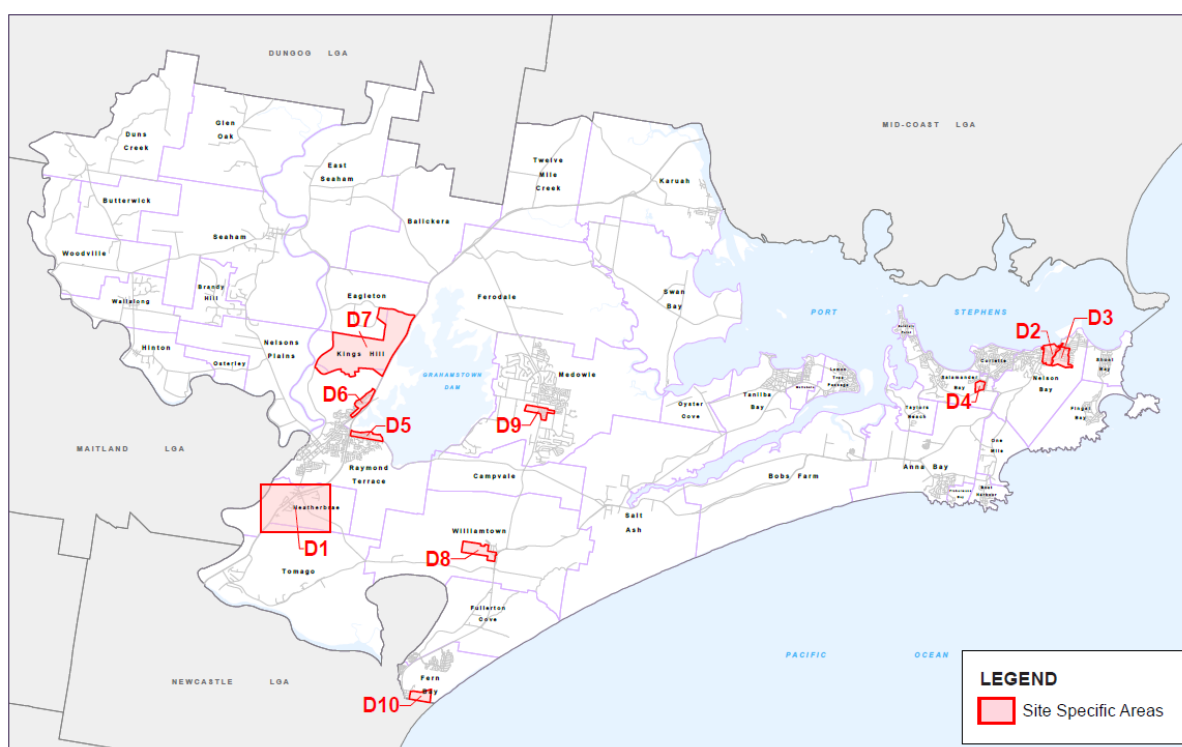 DUNGOG LGA
MID-COAST LGA
Duns
Creek
Glen
Oak
East
Seaham
Twelve
Mile
Creek
Karuah
Butterwick
Balickera
Seaham
Woodville
Brandy
Hill
Wallalong
Eagleton
Ferodale
Swan
Bay
PORT STEPHENS
D7
D2
D3
Kings Hill
Nelsons
Plains
Hinton
Osterley
GRAHAMSTOWN
DAM
Medowie
Corlette
Nelson
Bay
Shoal
Bay
Salamander
Bay
D4
D6
D5
D9
Oyster
Cove
Tanilba
Bay
Lemon
Tree
Passage
Taylors
Beach
Fingal
Bay
MAITLAND LGA
Raymond
Terrace
Campvale
Bobs Farm
Anna Bay
One
Mile
Boat
Harbour
Heatherbrae
D1
Williamtown
Salt
Ash
D8
Tomago
Fullerton
Cove
NEWCASTLE LGA
Fern
Bay
D10
PACIFIC OCEAN
LEGEND
Site Specific Areas